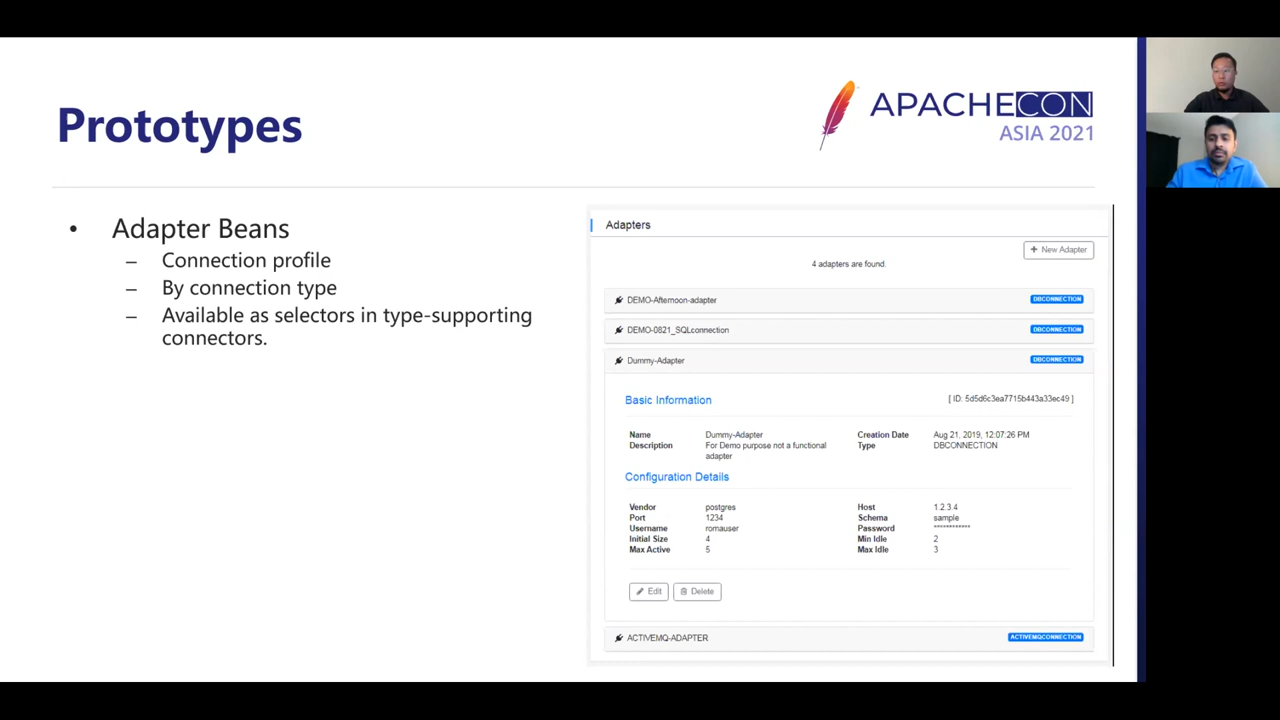 Prototypes
APACHECON
ASIA 2021
• Adapter Beans
– Connection profile
– By connection type
– Available as selectors in type-supporting
connectors.
Adapters
+ New Adapter
4 adapters are found.
DEMO-Afternoon-adapter DBCONNECTION
DEMO-0821_SQLconnection DBCONNECTION
Dummy-Adapter DBCONNECTION
Basic Information [ ID: 5d5d6c3ea7715b443a33ec49 ]
Name Dummy-Adapter Creation Date Aug 21, 2019, 12:07:26 PM
Description For Demo purpose not a functional Type DBCONNECTION
adapter
Configuration Details
Vendor postgres Host 1.2.3.4
Port 1234 Schema sample
Username romauser Password ***********
Initial Size 4 Min Idle 2
Max Active 5 Max Idle 3
Edit Delete
ACTIVEMQ-ADAPTER ACTIVEMQCONNECTION